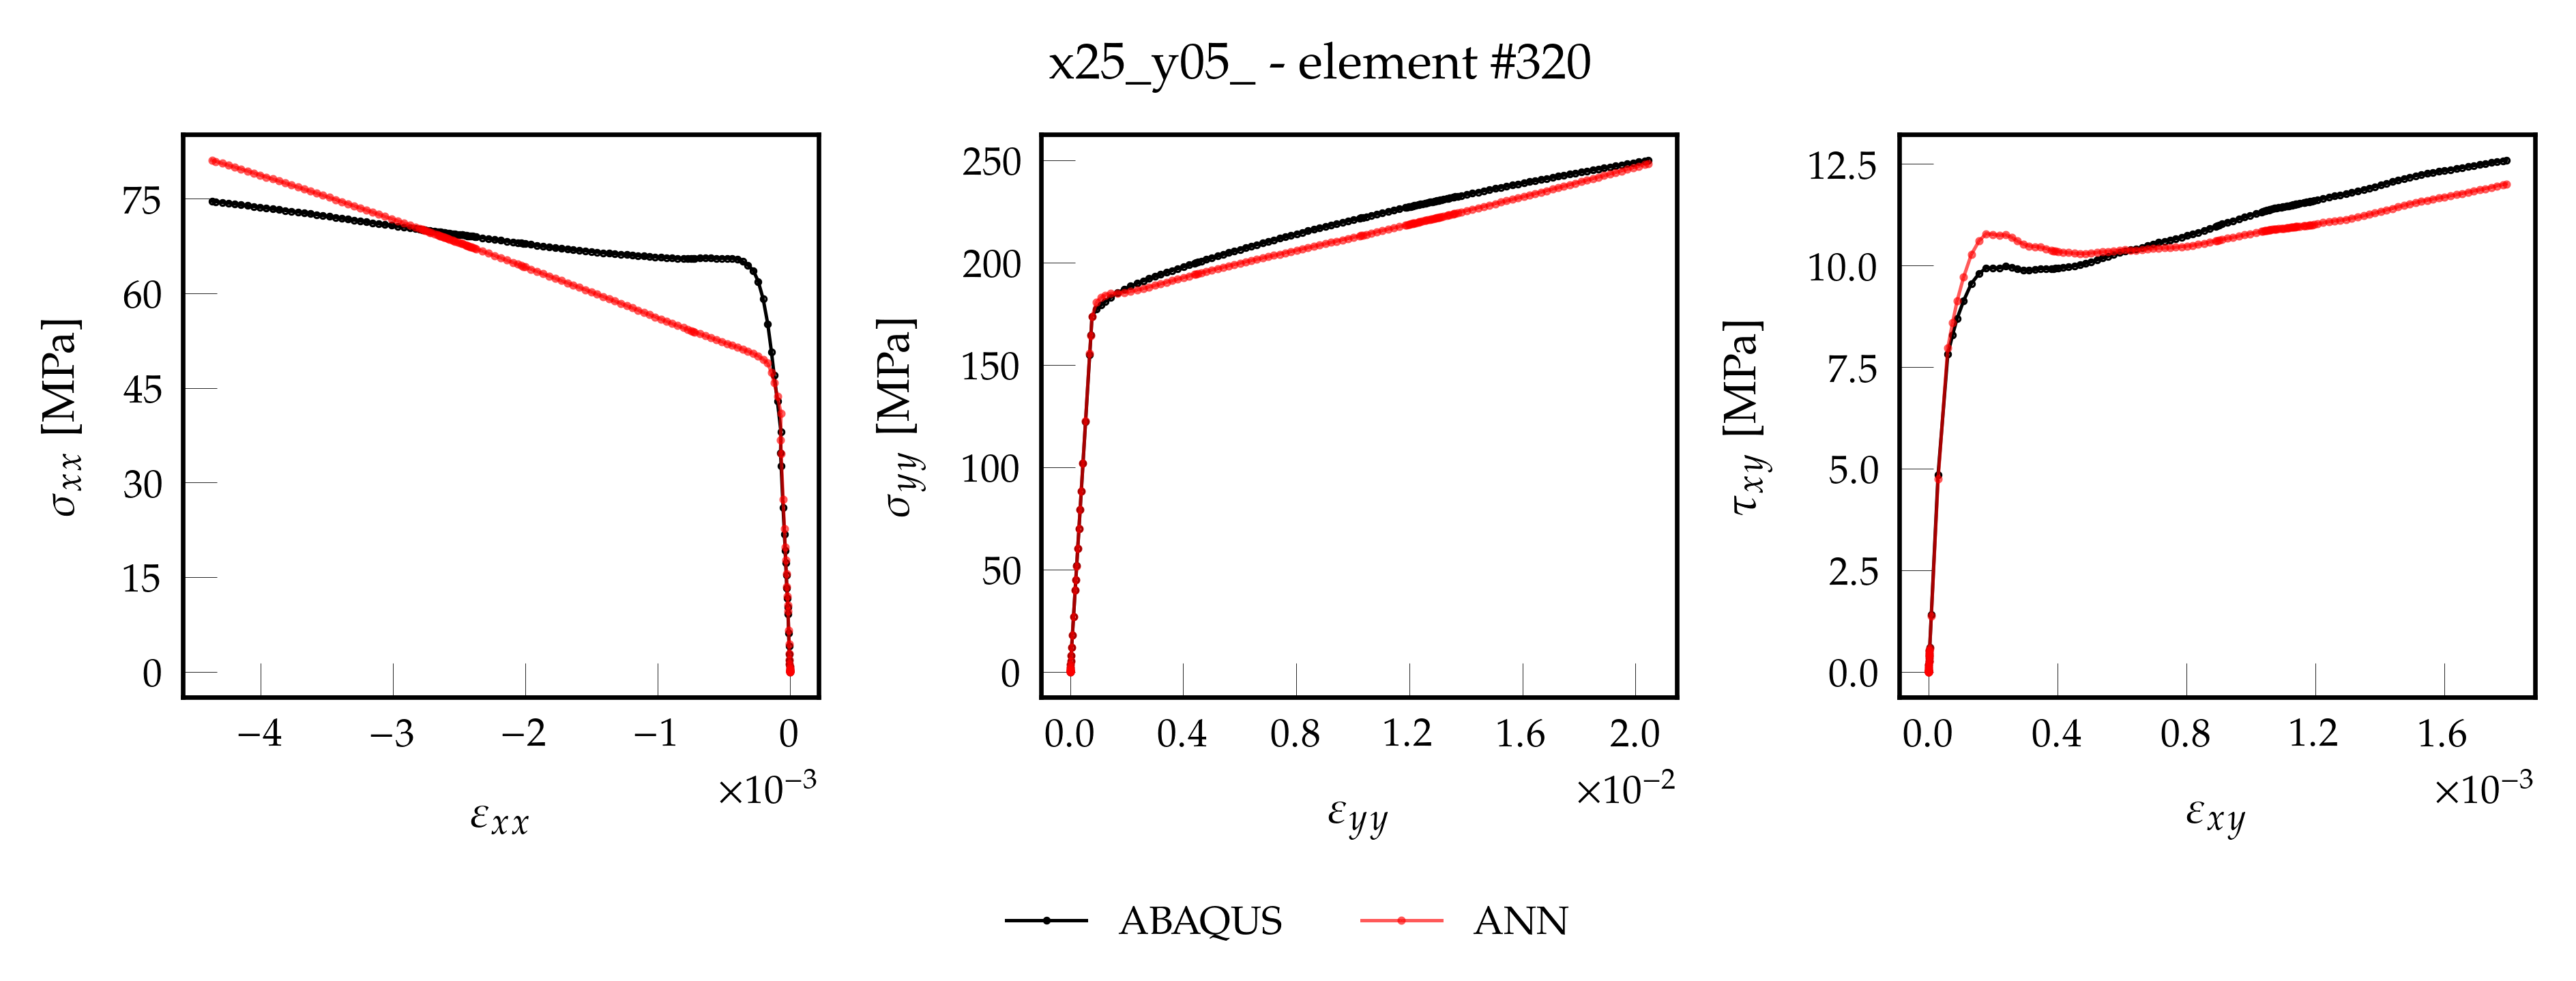 x25_y05_ - element #320
σxx [MPa]
75
60
45
30
15
0
−4 −3 −2 −1 0
×10−3
εxx
σyy [MPa]
250
200
150
100
50
0
0.0 0.4 0.8 1.2 1.6 2.0
×10−2
εyy
τxy [MPa]
12.5
10.0
7.5
5.0
2.5
0.0
0.0 0.4 0.8 1.2 1.6
×10−3
εxy
ABAQUS ANN